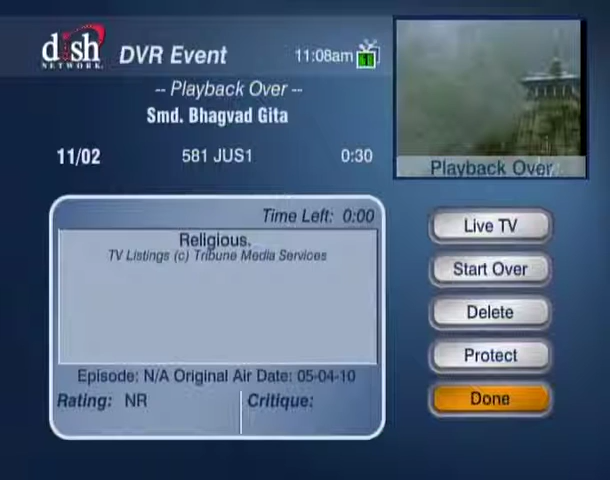 dish
NETWORK
DVR Event
11:08am
1
-- Playback Over --
Smd. Bhagvad Gita
11/02 581 JUS1 0:30
Playback Over
Time Left: 0:00
Religious.
TV Listings (c) Tribune Media Services
Episode: N/A Original Air Date: 05-04-10
Rating: NR Critique:
Live TV
Start Over
Delete
Protect
Done